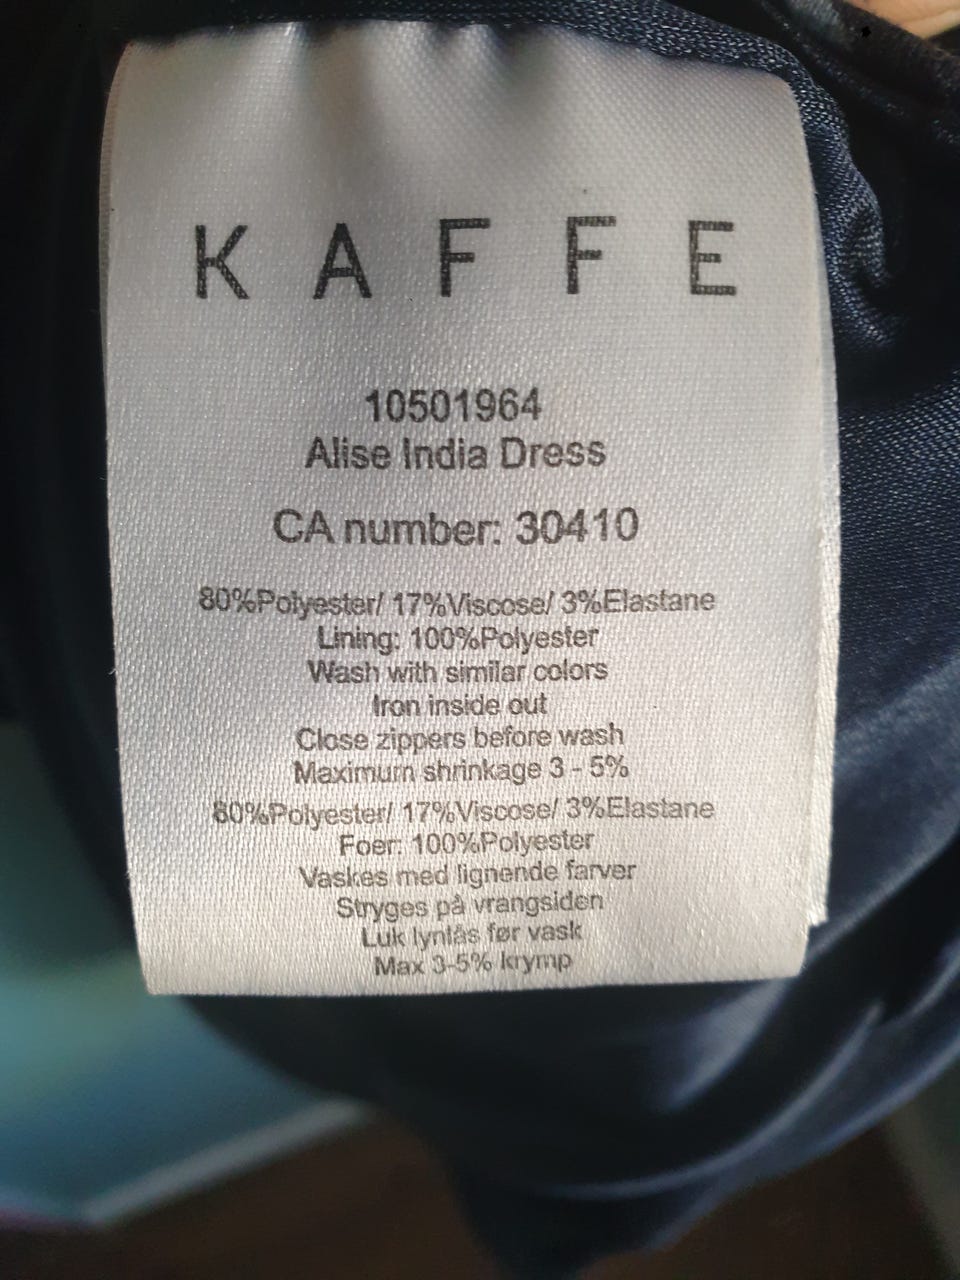 KAFFE
10501964
Alise India Dress
CA number: 30410
80%Polyester/ 17%Viscose/ 3%Elastane
Lining: 100%Polyester
Wash with similar colors
Iron inside out
Close zippers before wash
Maximum shrinkage 3 - 5%
80%Polyester/ 17%Viscose/ 3%Elastane
Foer: 100%Polyester
Vaskes med lignende farver
Stryges på vrangsiden
Luk lynlås før vask
Max 3-5% krymp